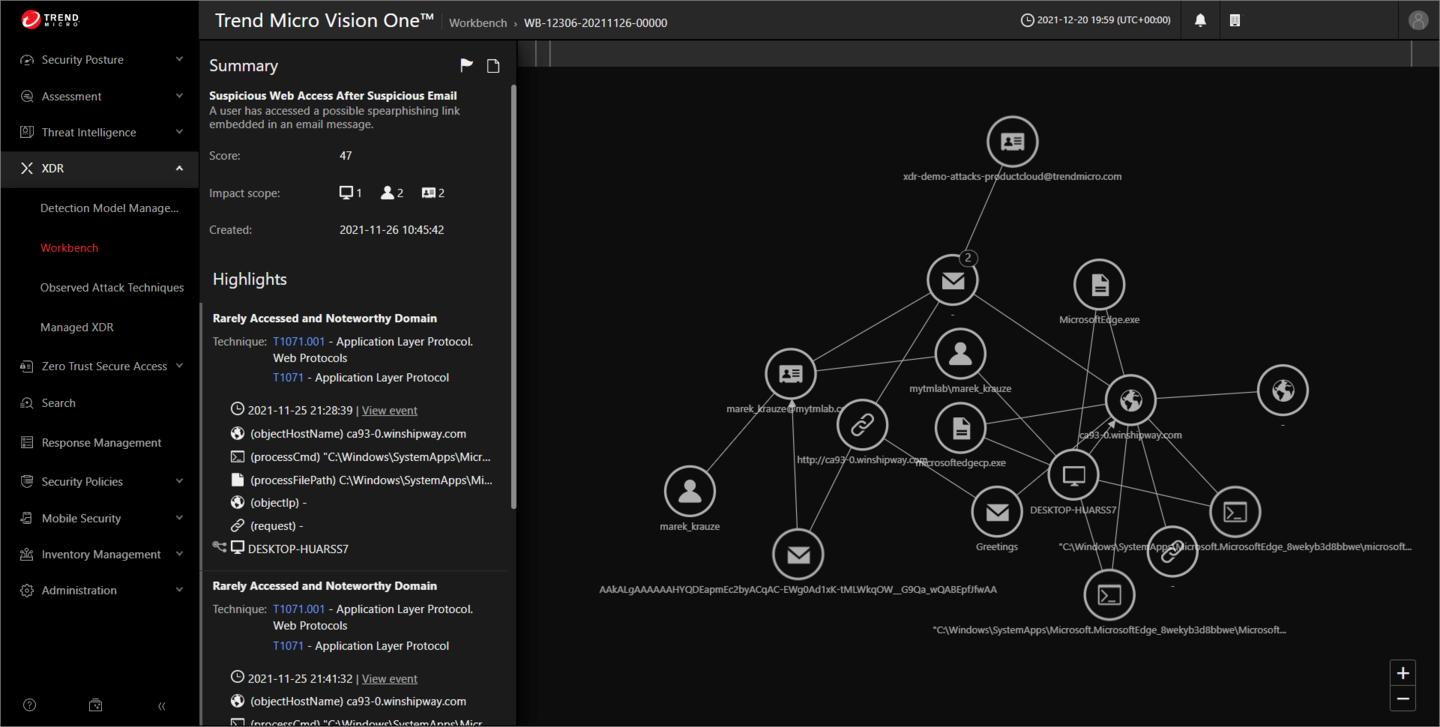 TREND
MICRO
Trend Micro Vision One™
Workbench › WB-12306-20211126-00000
2021-12-20 19:59 (UTC+00:00)
Security Posture
Assessment
Threat Intelligence
XDR
Detection Model Manage...
Workbench
Observed Attack Techniques
Managed XDR
Zero Trust Secure Access
Search
Response Management
Security Policies
Mobile Security
Inventory Management
Administration
Summary
Suspicious Web Access After Suspicious Email
A user has accessed a possible spearphishing link
embedded in an email message.
Score: 47
Impact scope: 1 2 2
Created: 2021-11-26 10:45:42
Highlights
Rarely Accessed and Noteworthy Domain
Technique: T1071.001 - Application Layer Protocol.
Web Protocols
T1071 - Application Layer Protocol
2021-11-25 21:28:39 | View event
(objectHostName) ca93-0.winshipway.com
(processCmd) "C:\Windows\SystemApps\Micr...
(processFilePath) C:\Windows\SystemApps\Mi...
(objectIp) -
(request) -
DESKTOP-HUARSS7
Rarely Accessed and Noteworthy Domain
Technique: T1071.001 - Application Layer Protocol.
Web Protocols
T1071 - Application Layer Protocol
2021-11-25 21:41:32 | View event
(objectHostName) ca93-0.winshipway.com
(processCmd) "C:\Windows\SystemApps\Micr...
xdr-demo-attacks-productcloud@trendmicro.com
2
-
MicrosoftEdge.exe
mytmlab\marek_krauze
marek_krauze@mytmlab.c
-
ca93-0.winshipway.com
http://ca93-0.winshipway.com
microsoftedgecp.exe
DESKTOP-HUARSS7
marek_krauze
Greetings
"C:\Windows\SystemApps\Microsoft.MicrosoftEdge_8wekyb3d8bbwe\microsoft...
-
AAkALgAAAAAAHYQDEapmEc2byACqAC-EWg0Ad1xK-tMLWkqOW__G9Qa_wQABEpfJfwAA
"C:\Windows\SystemApps\Microsoft.MicrosoftEdge_8wekyb3d8bbwe\Microsoft...
+
−